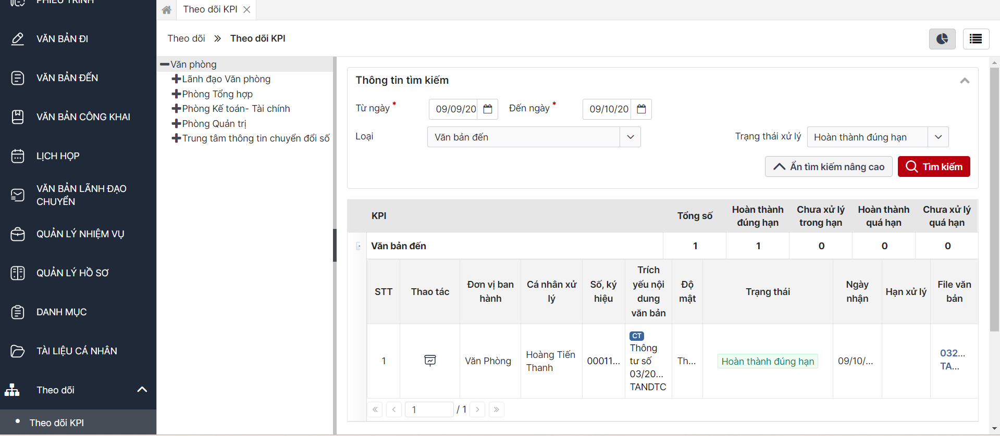 PHIẾU TRÌNH
VĂN BẢN ĐI
VĂN BẢN ĐẾN
VĂN BẢN CÔNG KHAI
LỊCH HỌP
VĂN BẢN LÃNH ĐẠO
CHUYỂN
QUẢN LÝ NHIỆM VỤ
QUẢN LÝ HỒ SƠ
DANH MỤC
TÀI LIỆU CÁ NHÂN
Theo dõi
Theo dõi KPI
Theo dõi KPI
Theo dõi » Theo dõi KPI
Văn phòng
Lãnh đạo Văn phòng
Phòng Tổng hợp
Phòng Kế toán- Tài chính
Phòng Quản trị
Trung tâm thông tin chuyển đổi số
Thông tin tìm kiếm
Từ ngày * 09/09/20 Đến ngày * 09/10/20
Loại Văn bản đến Trạng thái xử lý Hoàn thành đúng hạn
Ẩn tìm kiếm nâng cao Tìm kiếm
KPI Tổng số Hoàn thành đúng hạn Chưa xử lý trong hạn Hoàn thành quá hạn Chưa xử lý quá hạn
Văn bản đến 1 1 0 0 0
STT Thao tác Đơn vị ban hành Cá nhân xử lý Số, ký hiệu Trích yếu nội dung văn bản Độ mật Trạng thái Ngày nhận Hạn xử lý File văn bản
1 Văn Phòng Hoàng Tiến Thanh 00011... CT Thông tư số 03/20... TANDTC Th... Hoàn thành đúng hạn 09/10/... 032... TA...
« ‹ 1 / 1 › »